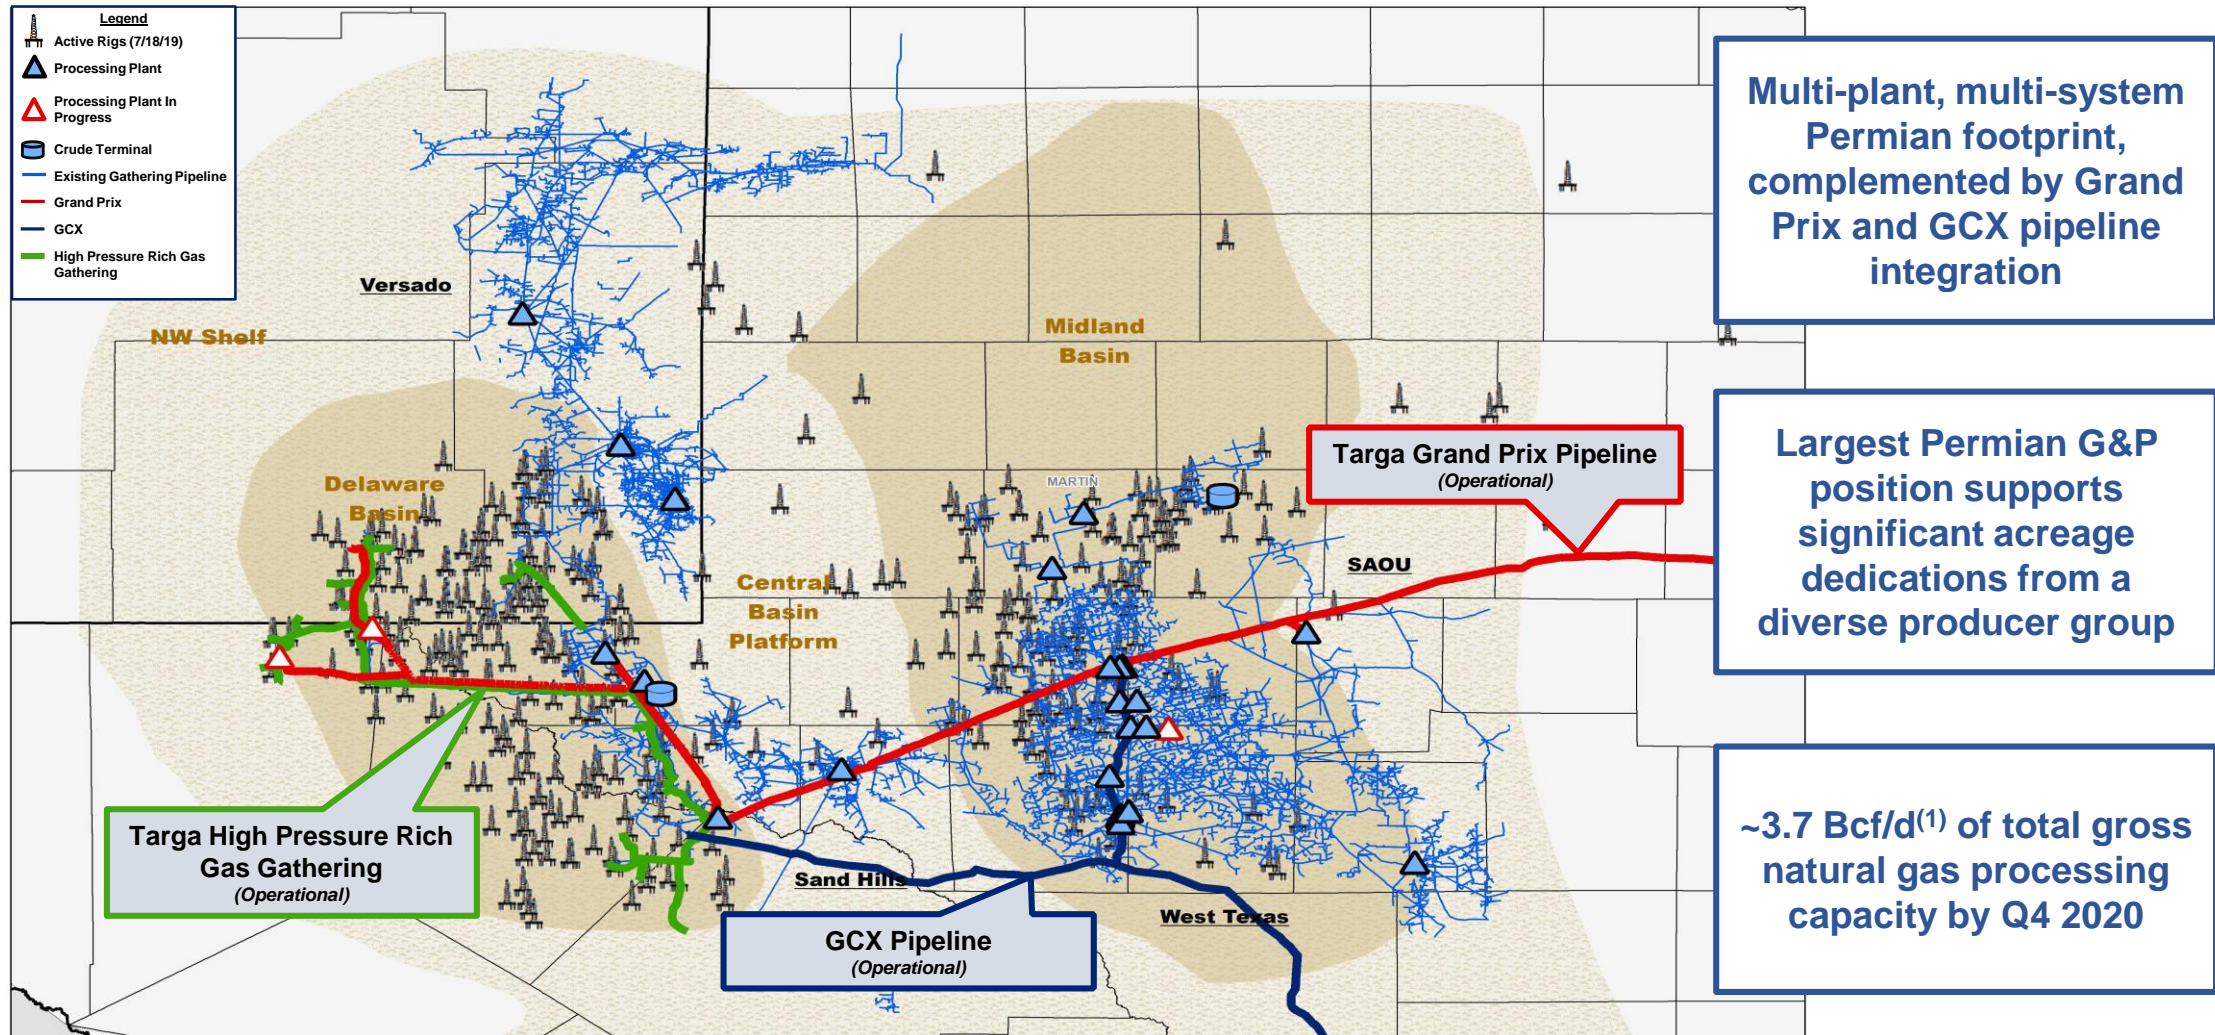 Legend
Active Rigs (7/18/19)
Processing Plant
Processing Plant In
Progress
Crude Terminal
Existing Gathering Pipeline
Grand Prix
GCX
High Pressure Rich Gas
Gathering
Versado
NW Shelf
Midland
Basin
Delaware
Basin
MARTIN
Central
Basin
Platform
SAOU
Sand Hills
West Texas
Targa Grand Prix Pipeline
(Operational)
Targa High Pressure Rich
Gas Gathering
(Operational)
GCX Pipeline
(Operational)
Multi-plant, multi-system
Permian footprint,
complemented by Grand
Prix and GCX pipeline
integration
Largest Permian G&P
position supports
significant acreage
dedications from a
diverse producer group
~3.7 Bcf/d(1) of total gross
natural gas processing
capacity by Q4 2020